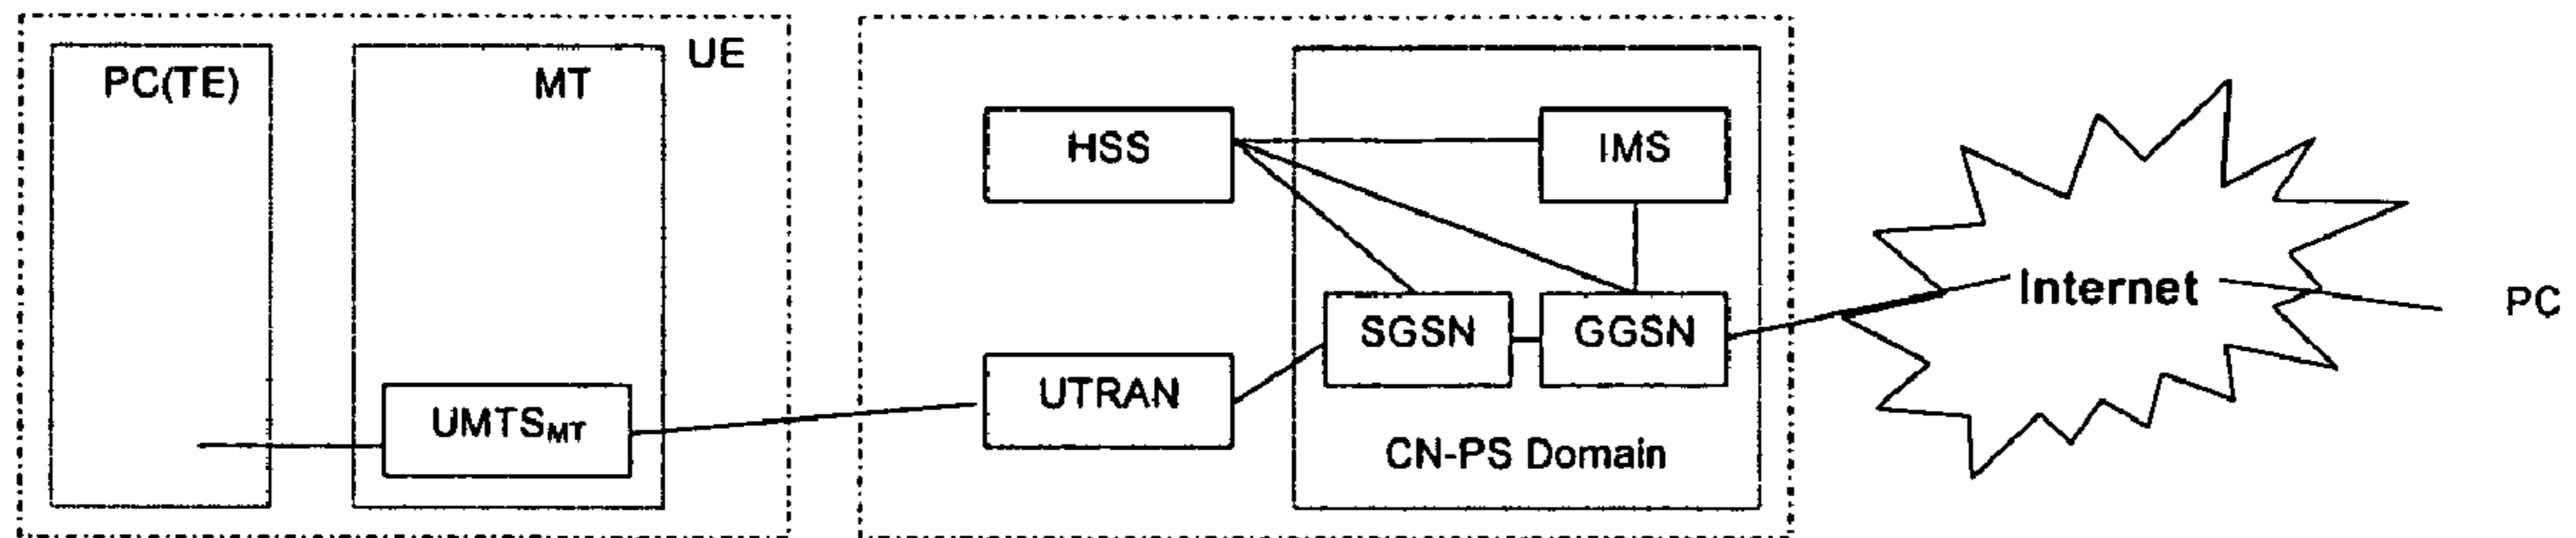 PC(TE)
MT
UE
UMTSMT
HSS
IMS
SGSN
GGSN
UTRAN
CN-PS Domain
Internet
PC